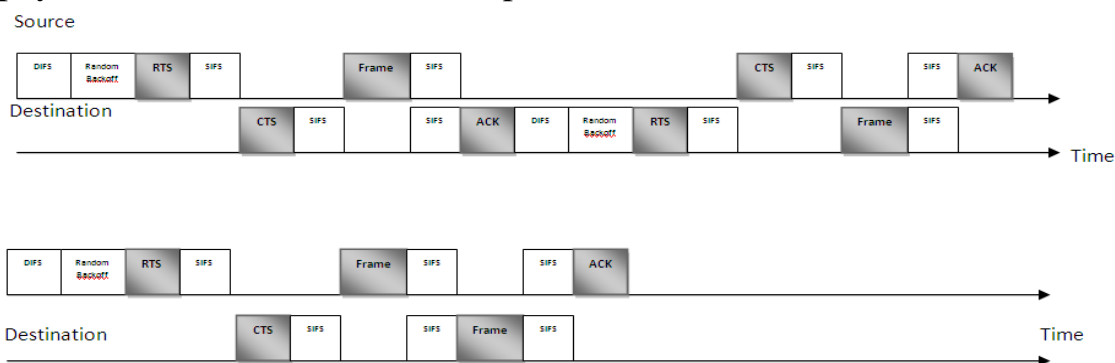 Source
DIFS Random Backoff RTS SIFS Frame SIFS CTS SIFS SIFS ACK
Destination
CTS SIFS SIFS ACK DIFS Random Backoff RTS SIFS Frame SIFS
Time
DIFS Random Backoff RTS SIFS Frame SIFS SIFS ACK
Destination CTS SIFS SIFS Frame SIFS Time